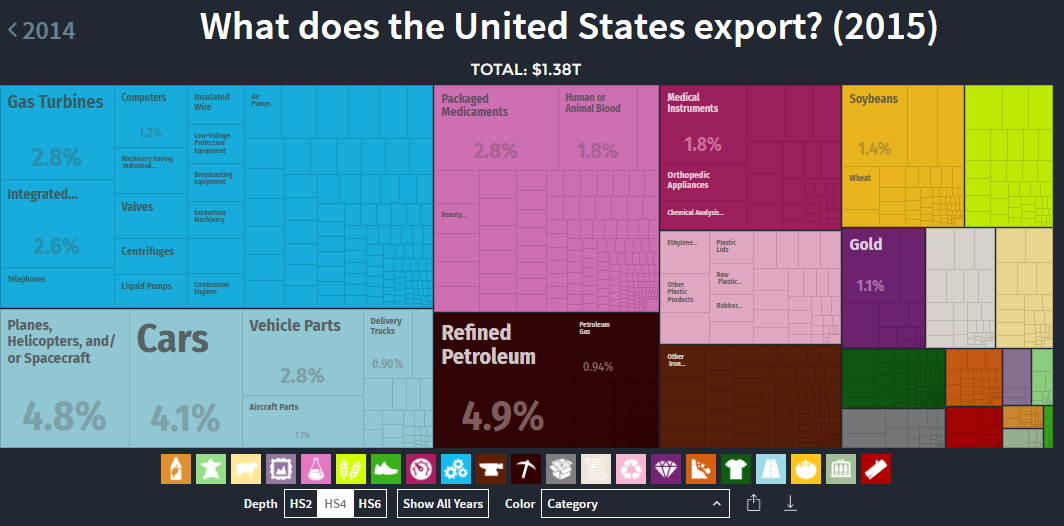 2014
What does the United States export? (2015)
TOTAL: $1.38T
Gas Turbines
2.8%
Integrated...
2.6%
Telephones
Computers
1.2%
Machinery Having
Individual...
Valves
Centrifuges
Liquid Pumps
Insulated
Wire
Low-Voltage
Protection
Equipment
Broadcasting
Equipment
Excavation
Machinery
Combustion
Engines
Air
Pumps
Planes,
Helicopters, and/
or Spacecraft
4.8%
Cars
4.1%
Vehicle Parts
2.8%
Aircraft Parts
1.7%
Delivery
Trucks
0.90%
Packaged
Medicaments
2.8%
Human or
Animal Blood
1.8%
Beauty...
Refined
Petroleum
4.9%
Petroleum
Gas
0.94%
Medical
Instruments
1.8%
Orthopedic
Appliances
Chemical Analysis...
Ethylene...
Other
Plastic
Products
Plastic
Lids
Raw
Plastic...
Rubber...
Other
Iron...
Soybeans
1.4%
Wheat
Gold
1.1%
Depth HS2 HS4 HS6 Show All Years Color Category